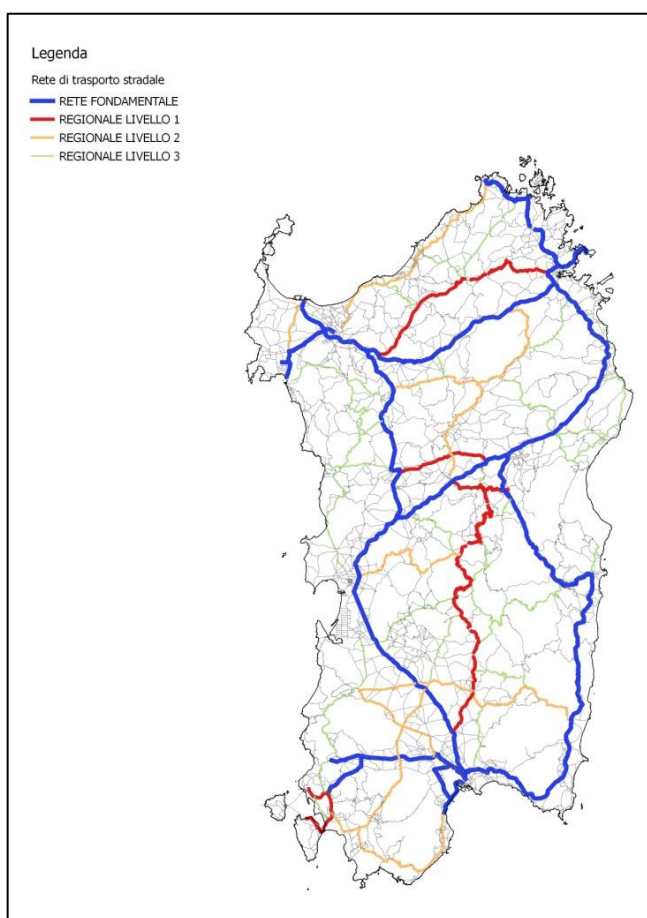 Legenda
Rete di trasporto stradale
RETE FONDAMENTALE
REGIONALE LIVELLO 1
REGIONALE LIVELLO 2
REGIONALE LIVELLO 3